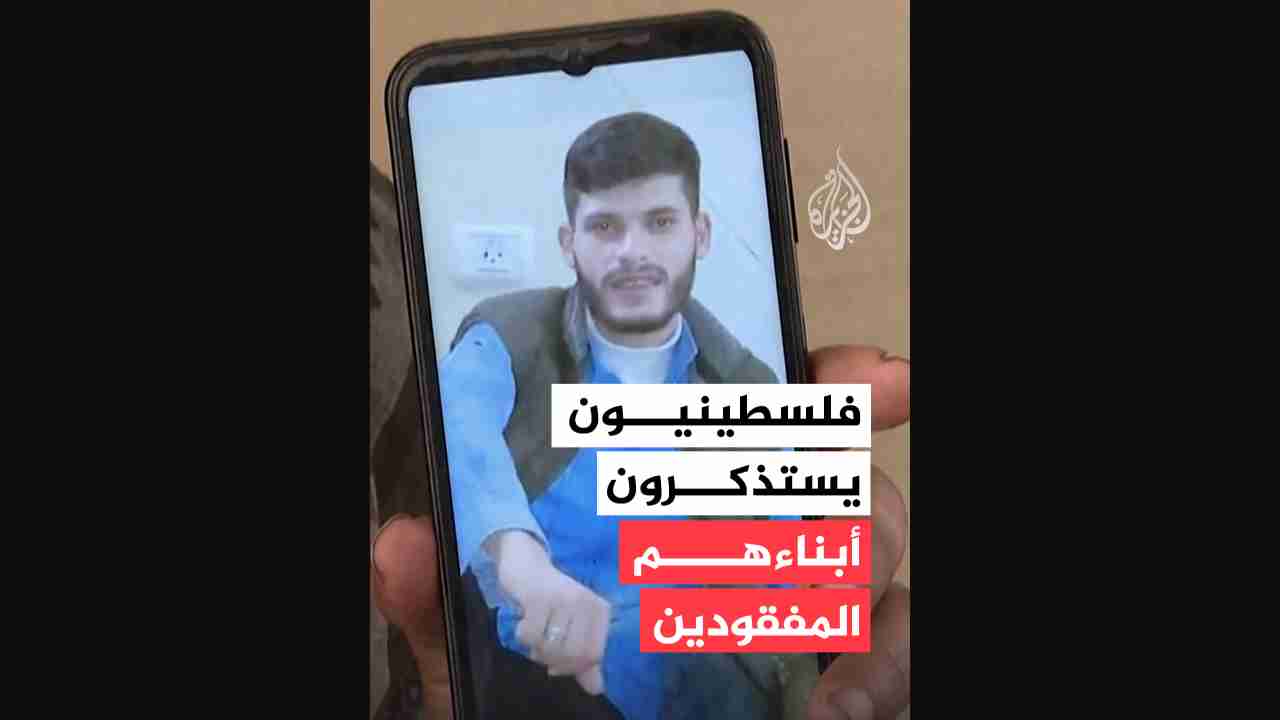 الجزيرة
فلسطينيـــون
يستذكـــرون
أبناءهـــم
المفقودين